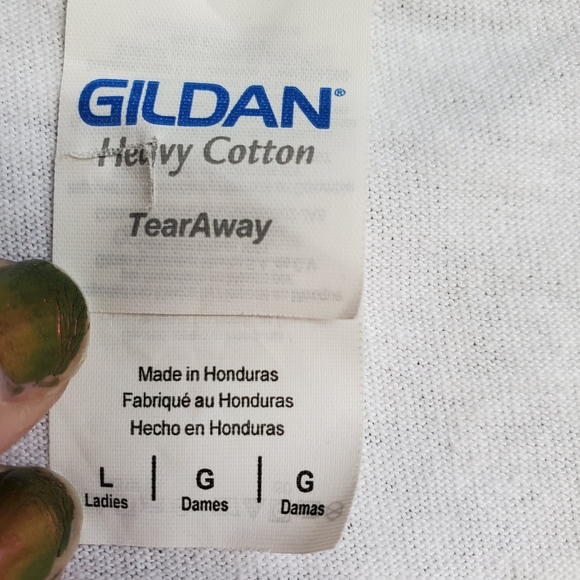 GILDAN®
Heavy Cotton
TearAway
Made in Honduras
Fabriqué au Honduras
Hecho en Honduras
L | G | G
Ladies Dames Damas